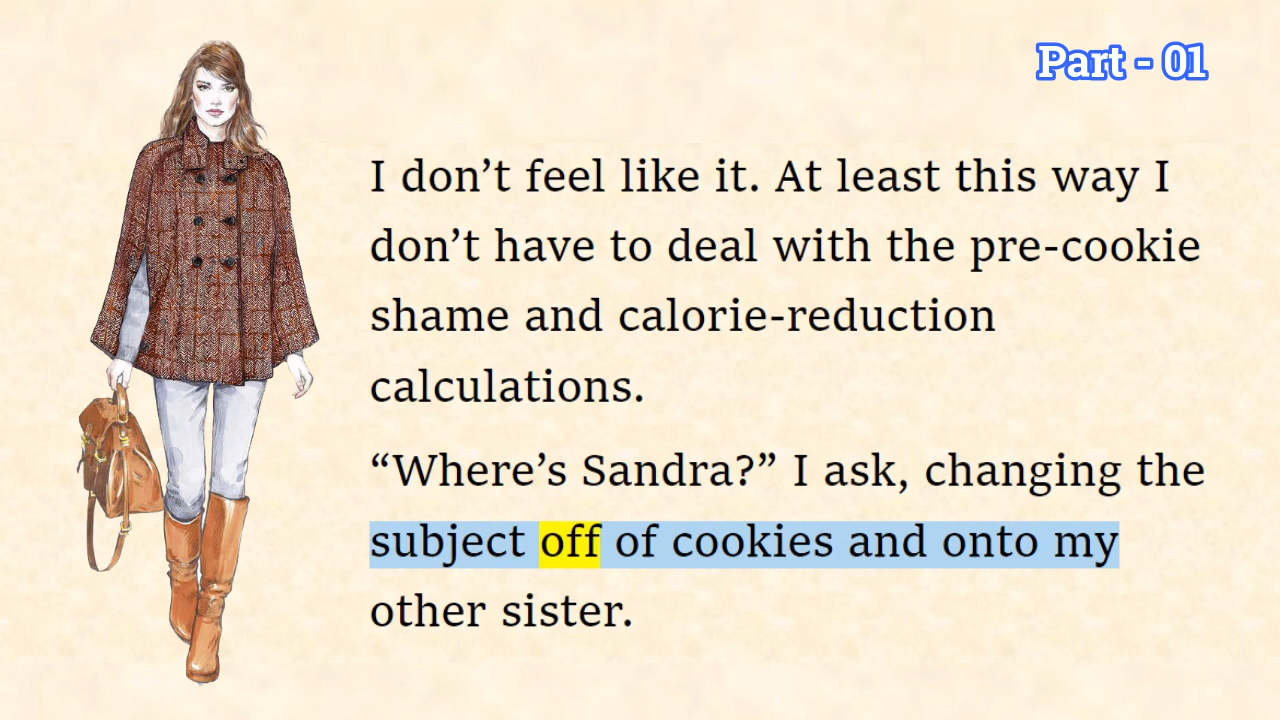 Part - 01
I don’t feel like it. At least this way I
don’t have to deal with the pre-cookie
shame and calorie-reduction
calculations.
“Where’s Sandra?” I ask, changing the
subject off of cookies and onto my
other sister.